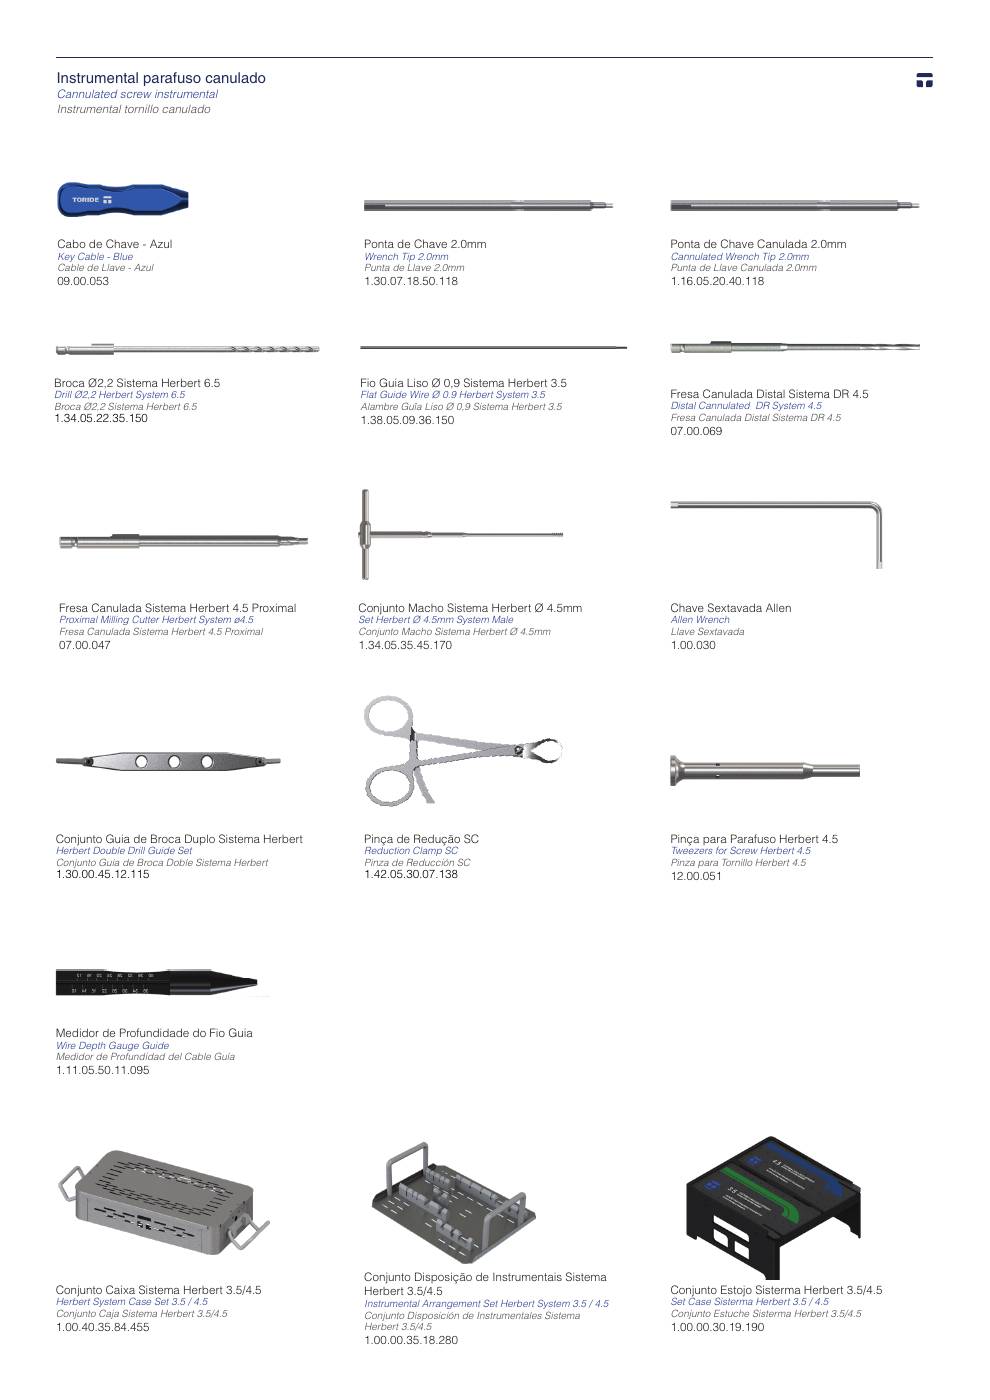 Instrumental parafuso canulado
Cannulated screw instrumental
Instrumental tornillo canulado
TORIDE
Cabo de Chave - Azul
Key Cable - Blue
Cable de Llave - Azul
09.00.053
Ponta de Chave 2.0mm
Wrench Tip 2.0mm
Punta de Llave 2.0mm
1.30.07.18.50.118
Ponta de Chave Canulada 2.0mm
Cannulated Wrench Tip 2.0mm
Punta de Llave Canulada 2.0mm
1.16.05.20.40.118
Broca Ø2,2 Sistema Herbert 6.5
Drill Ø2,2 Herbert System 6.5
Broca Ø2,2 Sistema Herbert 6.5
1.34.05.22.35.150
Fio Guia Liso Ø 0,9 Sistema Herbert 3.5
Flat Guide Wire Ø 0.9 Herbert System 3.5
Alambre Guía Liso Ø 0,9 Sistema Herbert 3.5
1.38.05.09.36.150
Fresa Canulada Distal Sistema DR 4.5
Distal Cannulated DR System 4.5
Fresa Canulada Distal Sistema DR 4.5
07.00.069
Fresa Canulada Sistema Herbert 4.5 Proximal
Proximal Milling Cutter Herbert System ø4.5
Fresa Canulada Sistema Herbert 4.5 Proximal
07.00.047
Conjunto Macho Sistema Herbert Ø 4.5mm
Set Herbert Ø 4.5mm System Male
Conjunto Macho Sistema Herbert Ø 4.5mm
1.34.05.35.45.170
Chave Sextavada Allen
Allen Wrench
Llave Sextavada
1.00.030
Conjunto Guia de Broca Duplo Sistema Herbert
Herbert Double Drill Guide Set
Conjunto Guia de Broca Doble Sistema Herbert
1.30.00.45.12.115
Pinça de Redução SC
Reduction Clamp SC
Pinza de Reducción SC
1.42.05.30.07.138
Pinça para Parafuso Herbert 4.5
Tweezers for Screw Herbert 4.5
Pinza para Tornillo Herbert 4.5
12.00.051
Medidor de Profundidade do Fio Guia
Wire Depth Gauge Guide
Medidor de Profundidad del Cable Guía
1.11.05.50.11.095
4.5
3.5
Conjunto Caixa Sistema Herbert 3.5/4.5
Herbert System Case Set 3.5 / 4.5
Conjunto Caja Sistema Herbert 3.5/4.5
1.00.40.35.84.455
Conjunto Disposição de Instrumentais Sistema
Herbert 3.5/4.5
Instrumental Arrangement Set Herbert System 3.5 / 4.5
Conjunto Disposición de Instrumentales Sistema
Herbert 3.5/4.5
1.00.00.35.18.280
Conjunto Estojo Sisterma Herbert 3.5/4.5
Set Case Sisterma Herbert 3.5 / 4.5
Conjunto Estuche Sisterma Herbert 3.5/4.5
1.00.00.30.19.190